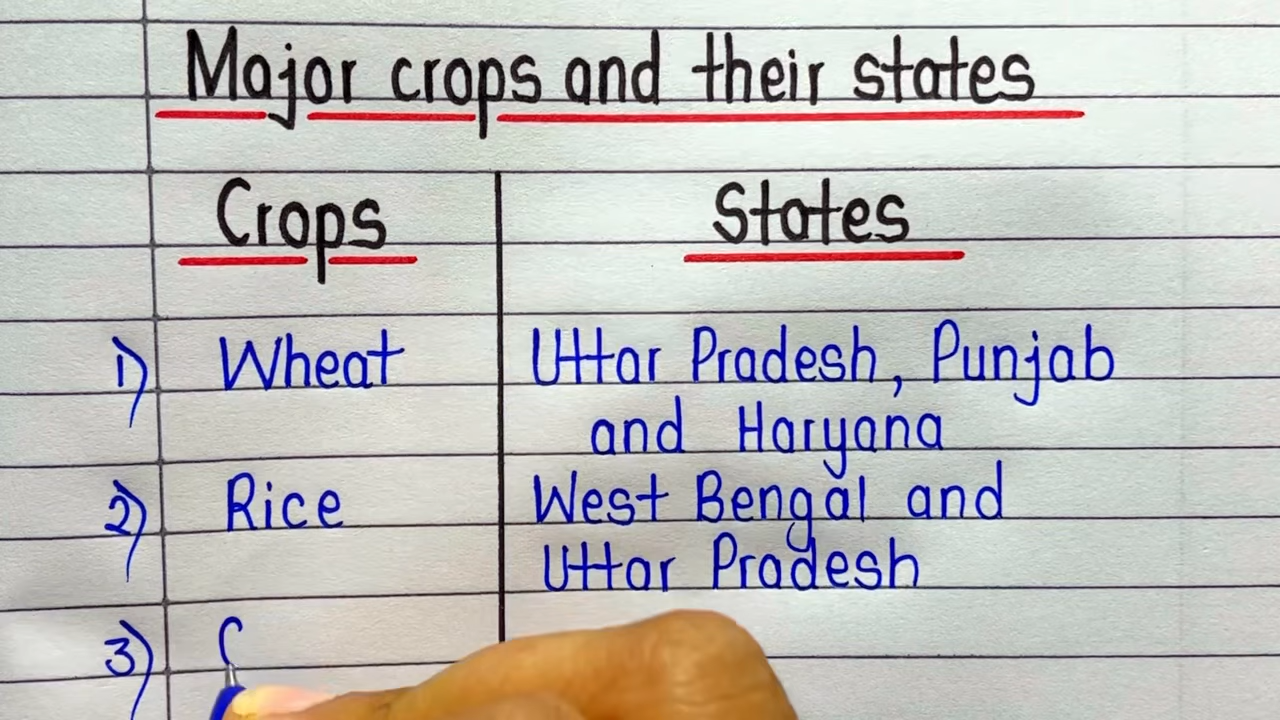 Major crops and their states
Crops States
1) Wheat Uttar Pradesh, Punjab
and Haryana
2) Rice West Bengal and
Uttar Pradesh
3)